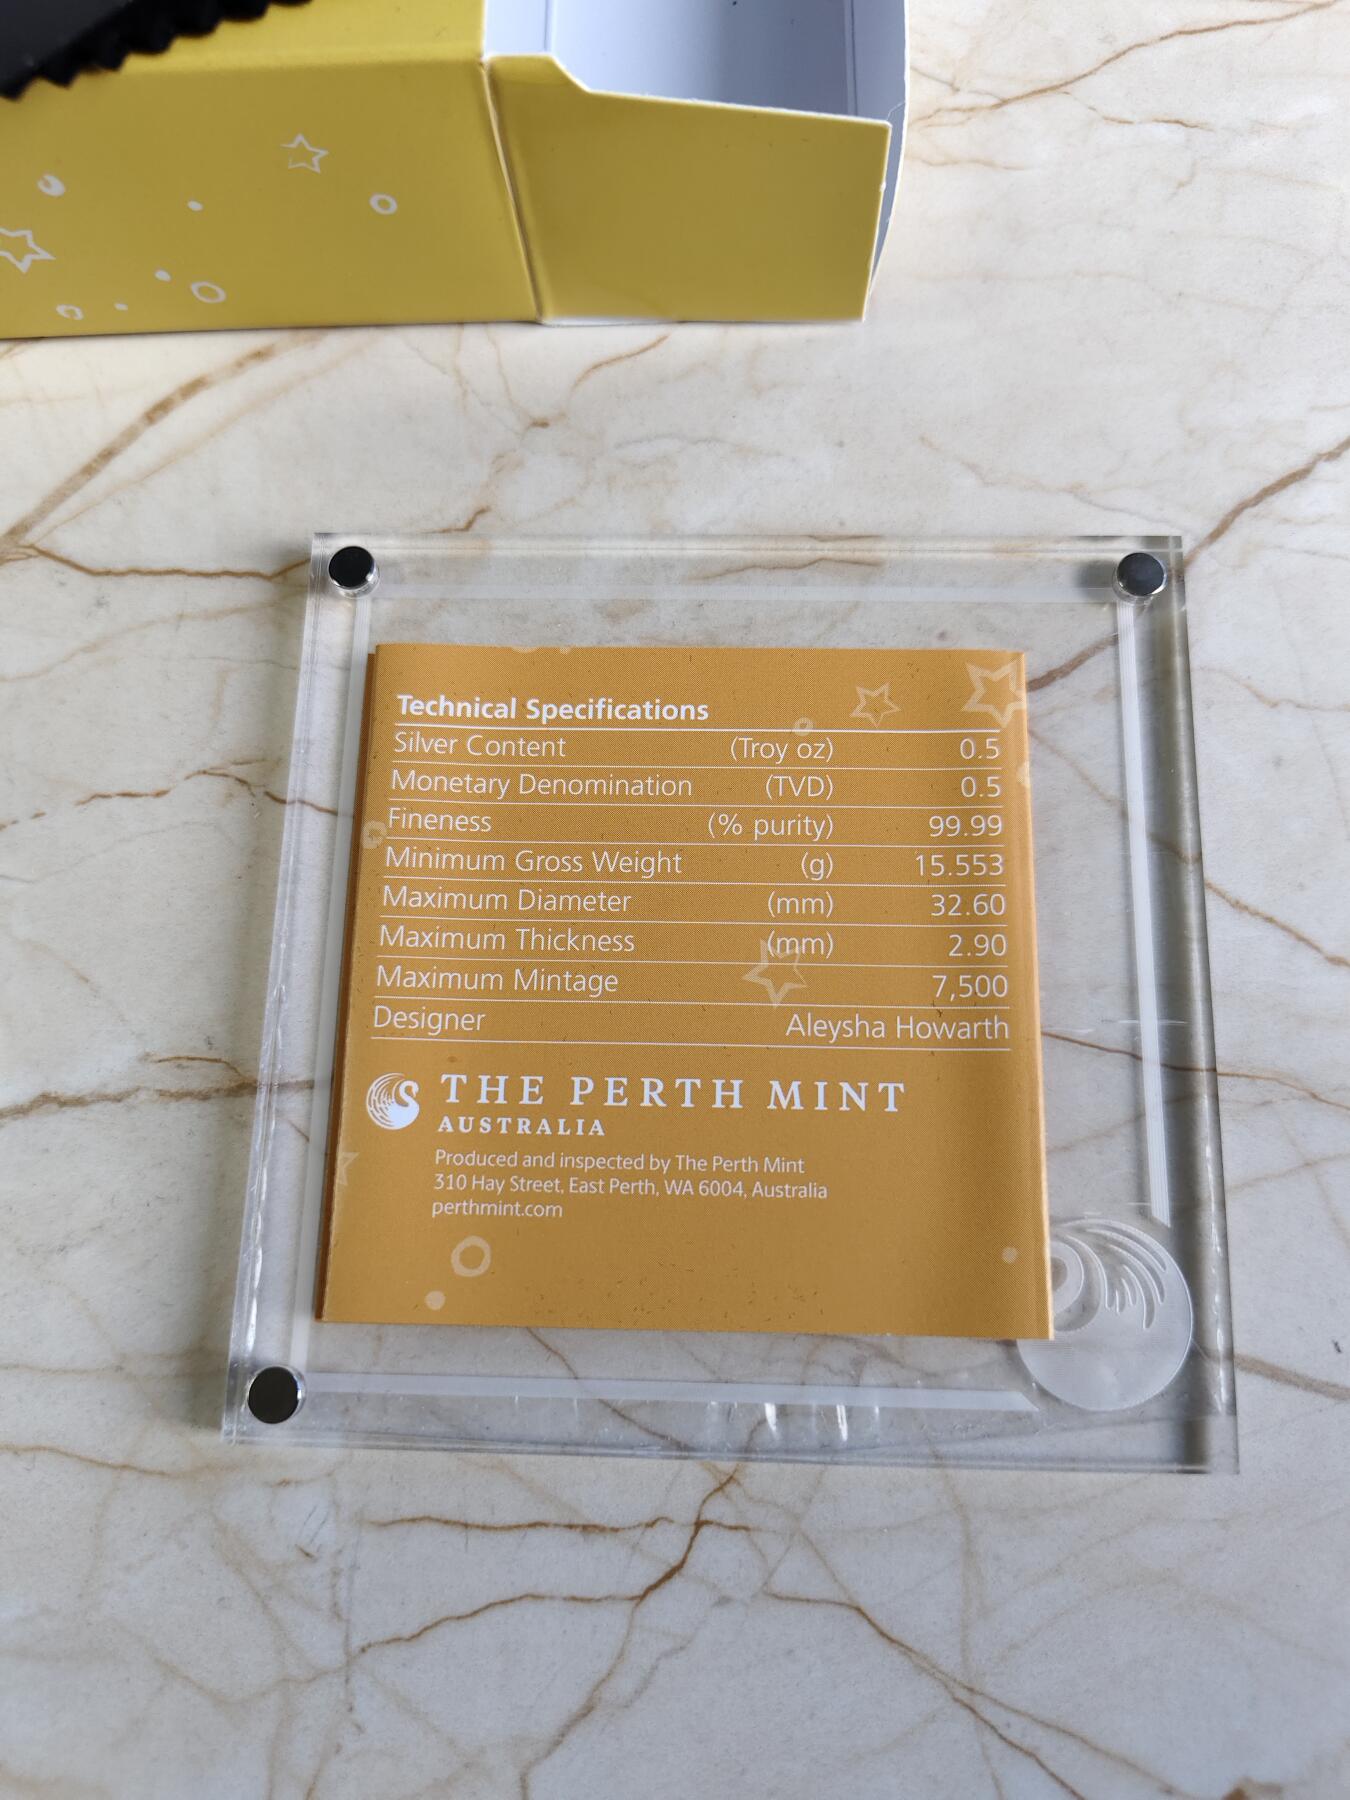 Technical Specifications
Silver Content (Troy oz) 0.5
Monetary Denomination (TVD) 0.5
Fineness (% purity) 99.99
Minimum Gross Weight (g) 15.553
Maximum Diameter (mm) 32.60
Maximum Thickness (mm) 2.90
Maximum Mintage 7,500
Designer Aleysha Howarth
THE PERTH MINT
AUSTRALIA
Produced and inspected by The Perth Mint
310 Hay Street, East Perth, WA 6004, Australia
perthmint.com